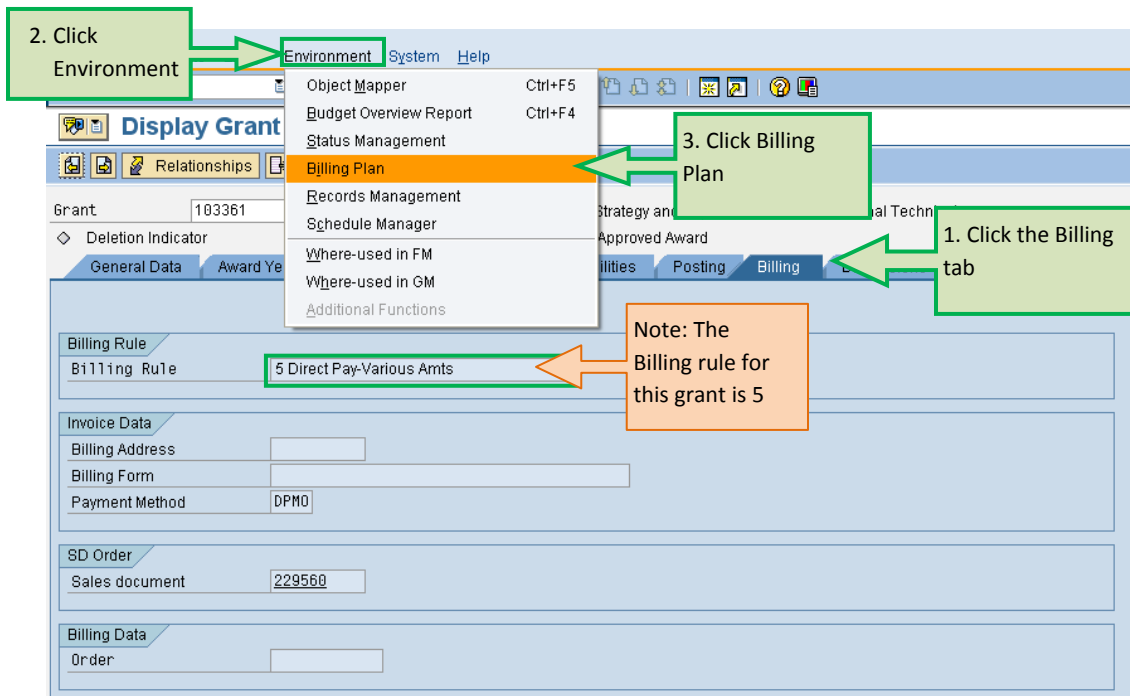 2. Click
Environment
Environment System Help
Object Mapper Ctrl+F5
Budget Overview Report Ctrl+F4
Status Management
Billing Plan
Records Management
Schedule Manager
Where-used in FM
Where-used in GM
Additional Functions
Display Grant
3. Click Billing
Plan
Relationships
Grant 103361
Strategy and
Deletion Indicator
Approved Award
1. Click the Billing
tab
General Data Award Posting Billing
Note: The
Billing rule for
this grant is 5
Billing Rule
Billing Rule 5 Direct Pay-Various Amts
Invoice Data
Billing Address
Billing Form
Payment Method DPMO
SD Order
Sales document 229560
Billing Data
Order